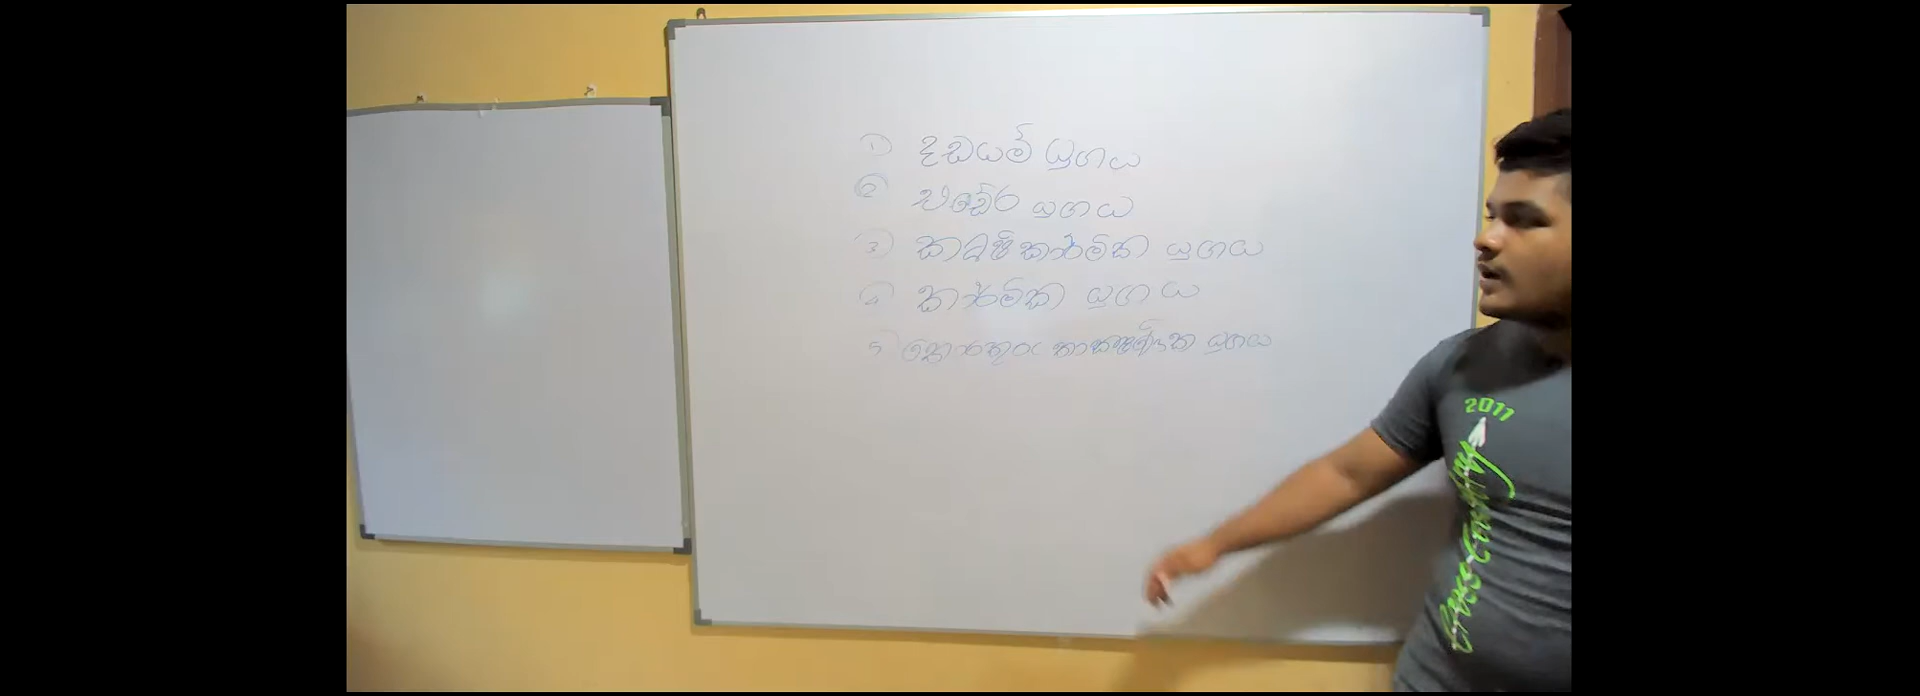 ① දඩයම් යුගය
② එඬේර යුගය
③ කෘෂිකාර්මික යුගය
④ කාර්මික යුගය
5 තොරතුරු තාක්ෂණික යුගය
2011